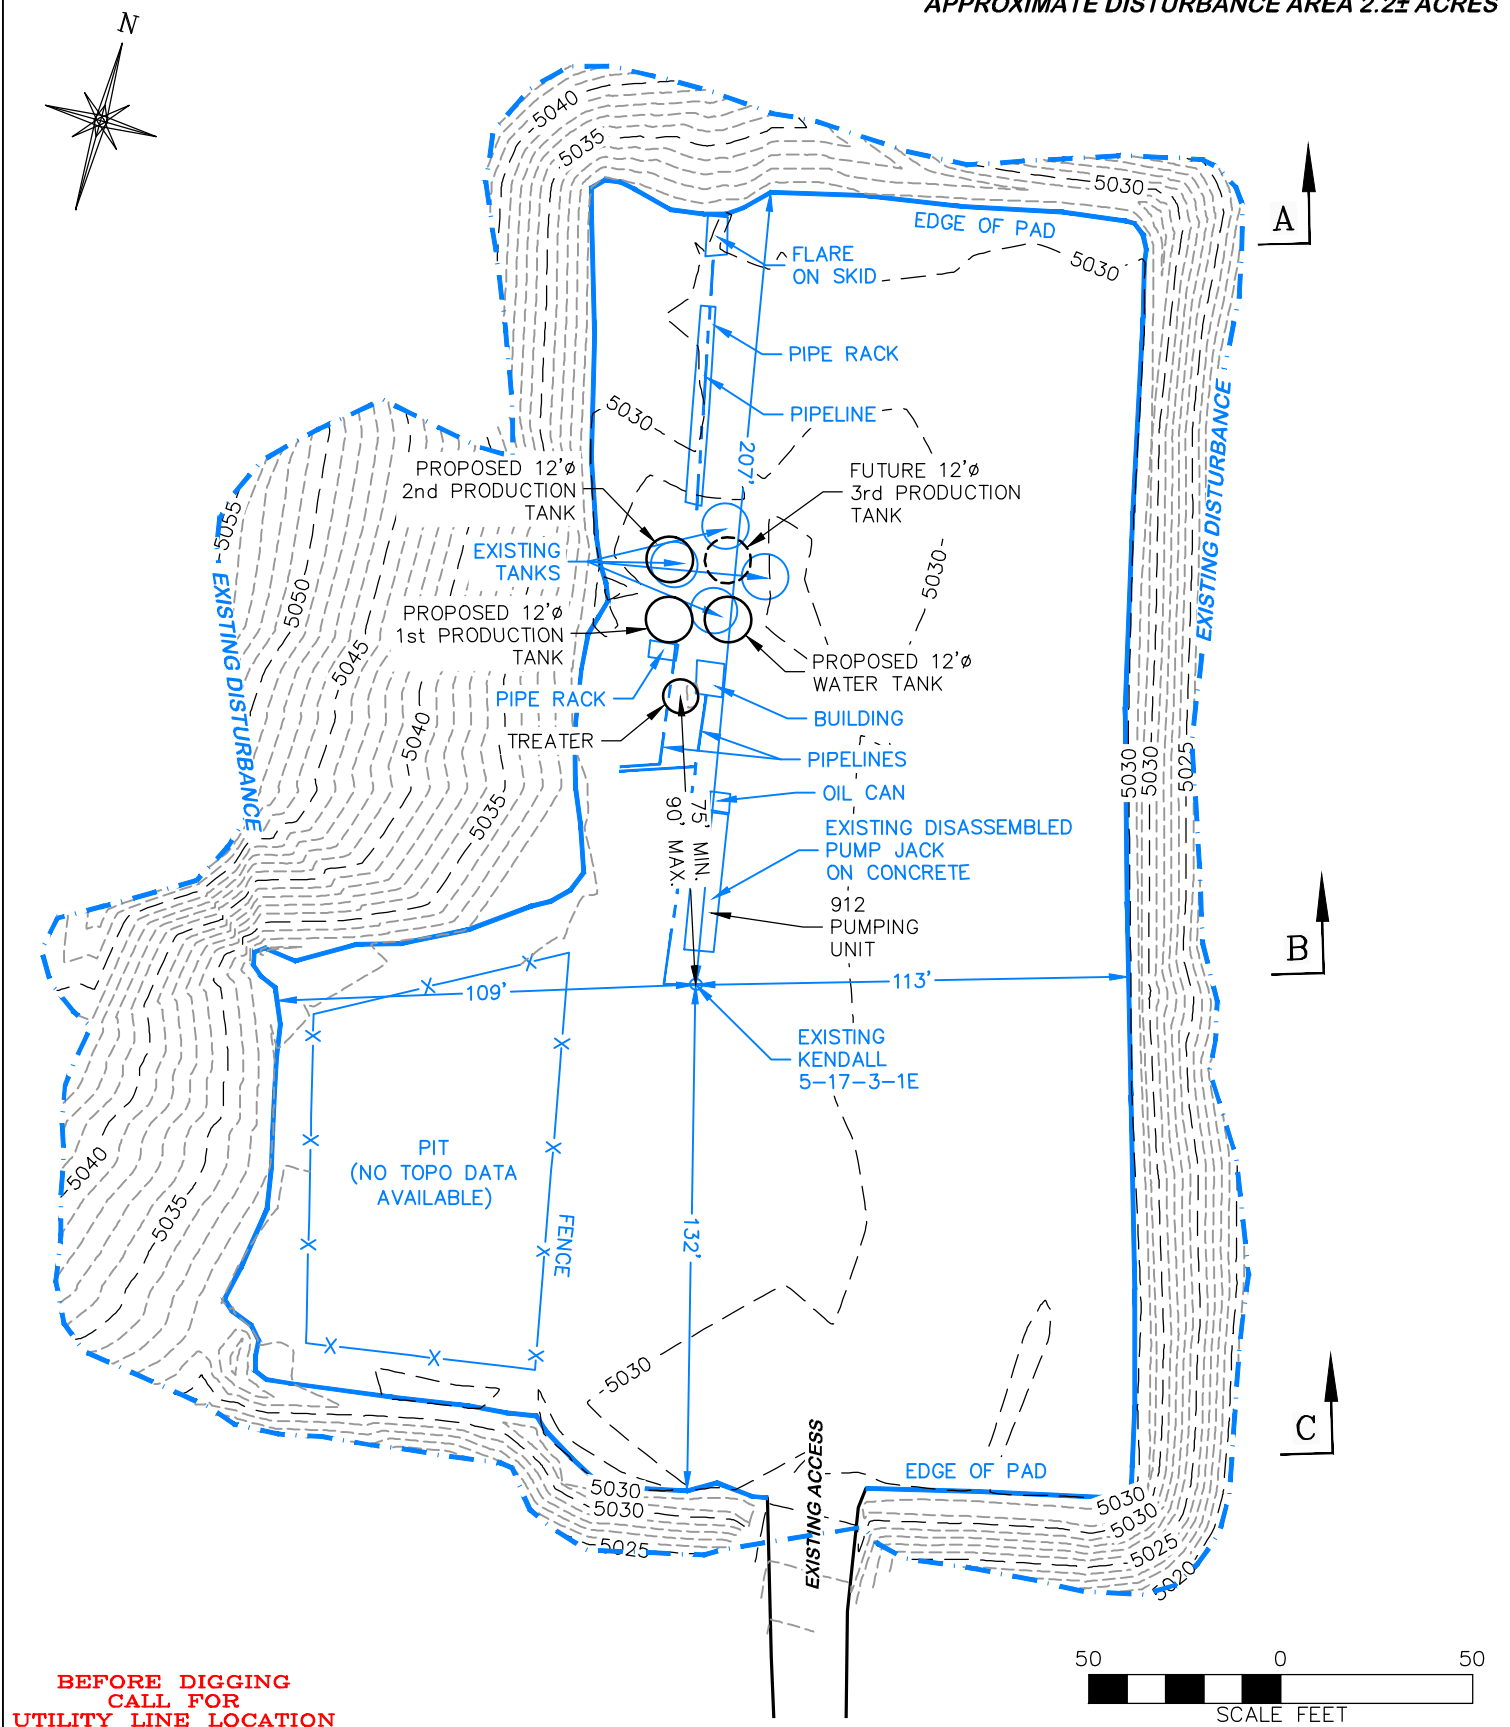 APPROXIMATE DISTURBANCE AREA 2.2± ACRES
N
5040
5035
5030
A
EDGE OF PAD
FLARE
ON SKID
5030
PIPE RACK
PIPELINE
5030
207'
EXISTING DISTURBANCE
PROPOSED 12'ø
2nd PRODUCTION
TANK
FUTURE 12'ø
3rd PRODUCTION
TANK
5055
EXISTING
TANKS
5030
5050
EXISTING DISTURBANCE
PROPOSED 12'ø
1st PRODUCTION
TANK
5045
PROPOSED 12'ø
WATER TANK
PIPE RACK
BUILDING
TREATER
5040
PIPELINES
5030
5030
5025
OIL CAN
5035
75' MIN.
90' MAX.
EXISTING DISASSEMBLED
PUMP JACK
ON CONCRETE
912
PUMPING
UNIT
B
109'
113'
EXISTING
KENDALL
5-17-3-1E
PIT
(NO TOPO DATA
AVAILABLE)
5040
5035
FENCE
132'
5030
C
EXISTING ACCESS
EDGE OF PAD
5030
5030
5025
5030
5030
5025
5020
BEFORE DIGGING
CALL FOR
UTILITY LINE LOCATION
50 0 50
SCALE FEET